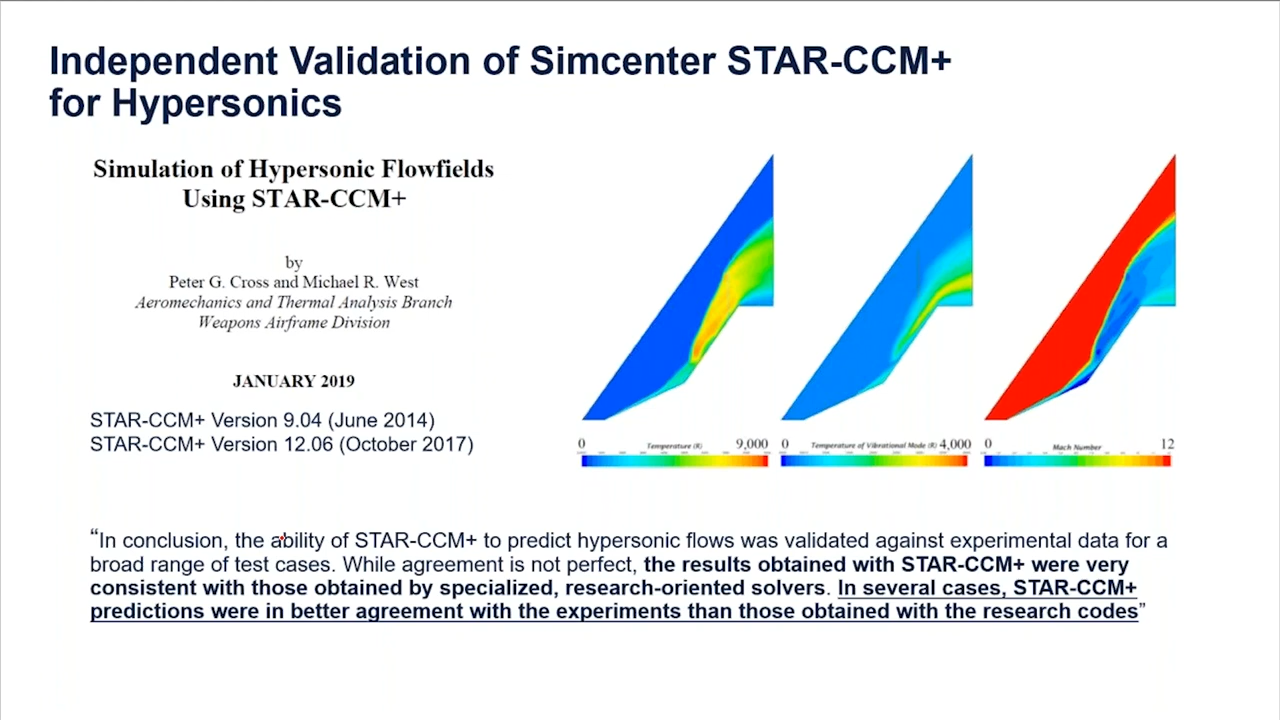 Independent Validation of Simcenter STAR-CCM+
for Hypersonics
Simulation of Hypersonic Flowfields
Using STAR-CCM+
by
Peter G. Cross and Michael R. West
Aeromechanics and Thermal Analysis Branch
Weapons Airframe Division
JANUARY 2019
STAR-CCM+ Version 9.04 (June 2014)
STAR-CCM+ Version 12.06 (October 2017)
0 Temperature (R) 9,000
0 Temperature of Vibrational Mode (R) 4,000
0 Mach Number 12
“In conclusion, the ability of STAR-CCM+ to predict hypersonic flows was validated against experimental data for a
broad range of test cases. While agreement is not perfect, the results obtained with STAR-CCM+ were very
consistent with those obtained by specialized, research-oriented solvers. In several cases, STAR-CCM+
predictions were in better agreement with the experiments than those obtained with the research codes”